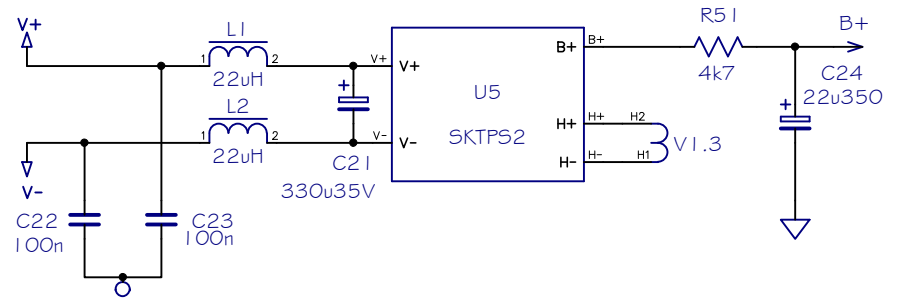 V+
L1
1
2
22uH
V+
V+
B+
B+
R51
4k7
B+
C24
22u350
U5
SKTPS2
L2
1
2
22uH
V-
V-
V-
C21
330u35V
H+
H+
H2
H-
H-
H1
V1.3
C22
100n
C23
100n